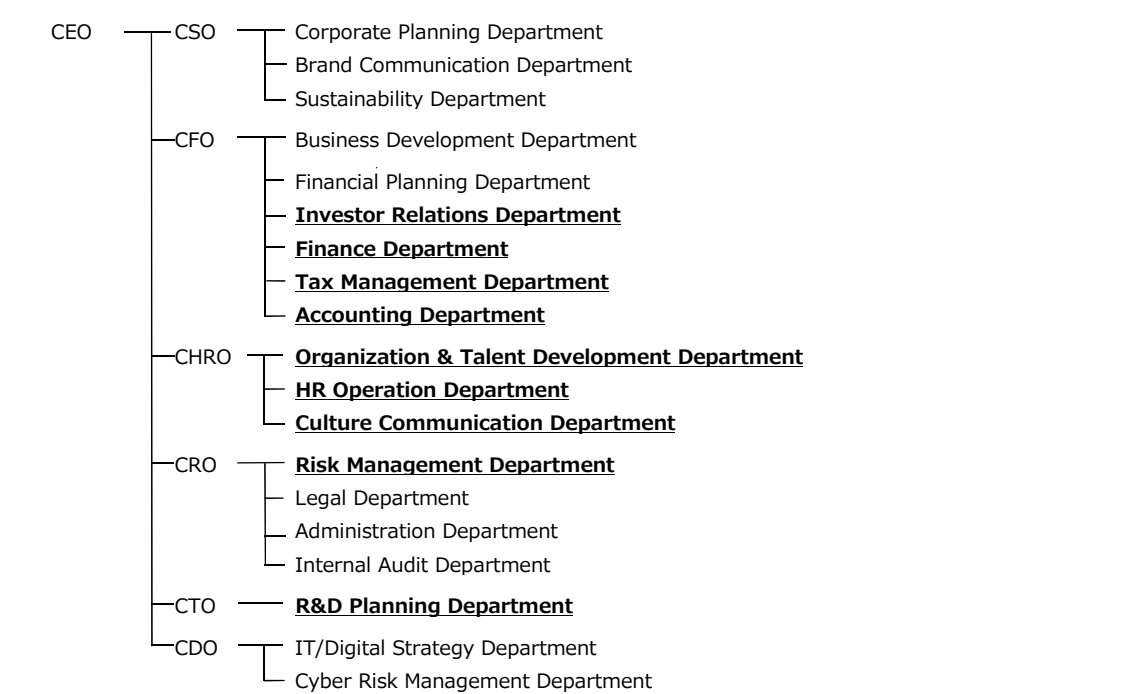 CEO CSO Corporate Planning Department
Brand Communication Department
Sustainability Department
CFO Business Development Department
Financial Planning Department
Investor Relations Department
Finance Department
Tax Management Department
Accounting Department
CHRO Organization & Talent Development Department
HR Operation Department
Culture Communication Department
CRO Risk Management Department
Legal Department
Administration Department
Internal Audit Department
CTO R&D Planning Department
CDO IT/Digital Strategy Department
Cyber Risk Management Department